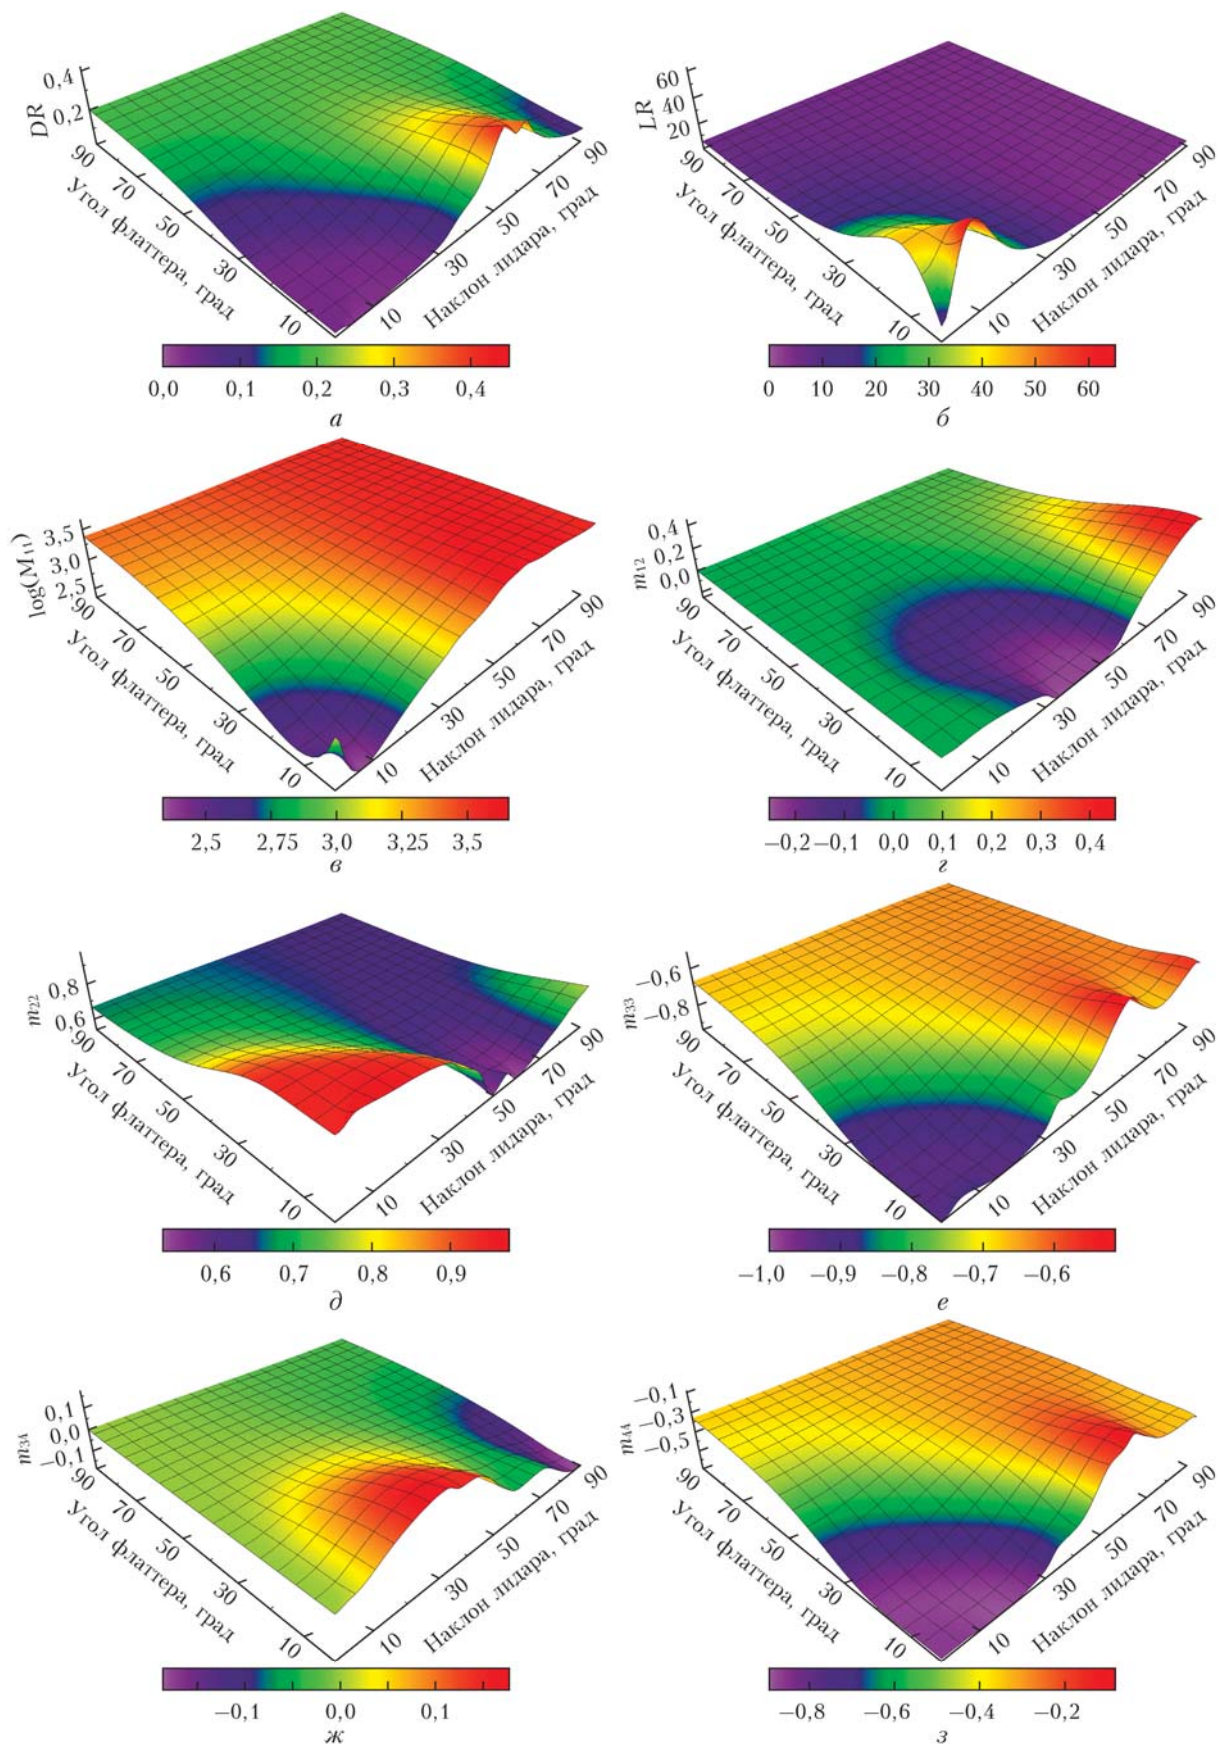 0,4
0,2
DR
90
70
50
30
10
Угол флаттера, град
10
30
50
70
90
Наклон лидара, град
0,0 0,1 0,2 0,3 0,4
а
60
40
20
LR
90
70
50
30
10
Угол флаттера, град
10
30
50
70
90
Наклон лидара, град
0 10 20 30 40 50 60
б
3,5
3,0
2,5
log(M11)
90
70
50
30
10
Угол флаттера, град
10
30
50
70
90
Наклон лидара, град
2,5 2,75 3,0 3,25 3,5
в
0,4
0,2
0,0
m12
90
70
50
30
10
Угол флаттера, град
10
30
50
70
90
Наклон лидара, град
−0,2 −0,1 0,0 0,1 0,2 0,3 0,4
г
0,8
0,6
m22
90
70
50
30
10
Угол флаттера, град
10
30
50
70
90
Наклон лидара, град
0,6 0,7 0,8 0,9
д
−0,6
−0,8
m33
90
70
50
30
10
Угол флаттера, град
10
30
50
70
90
Наклон лидара, град
−1,0 −0,9 −0,8 −0,7 −0,6
е
0,1
0,0
−0,1
m34
90
70
50
30
10
Угол флаттера, град
10
30
50
70
90
Наклон лидара, град
−0,1 0,0 0,1
ж
−0,1
−0,3
−0,5
m44
90
70
50
30
10
Угол флаттера, град
10
30
50
70
90
Наклон лидара, град
−0,8 −0,6 −0,4 −0,2
з